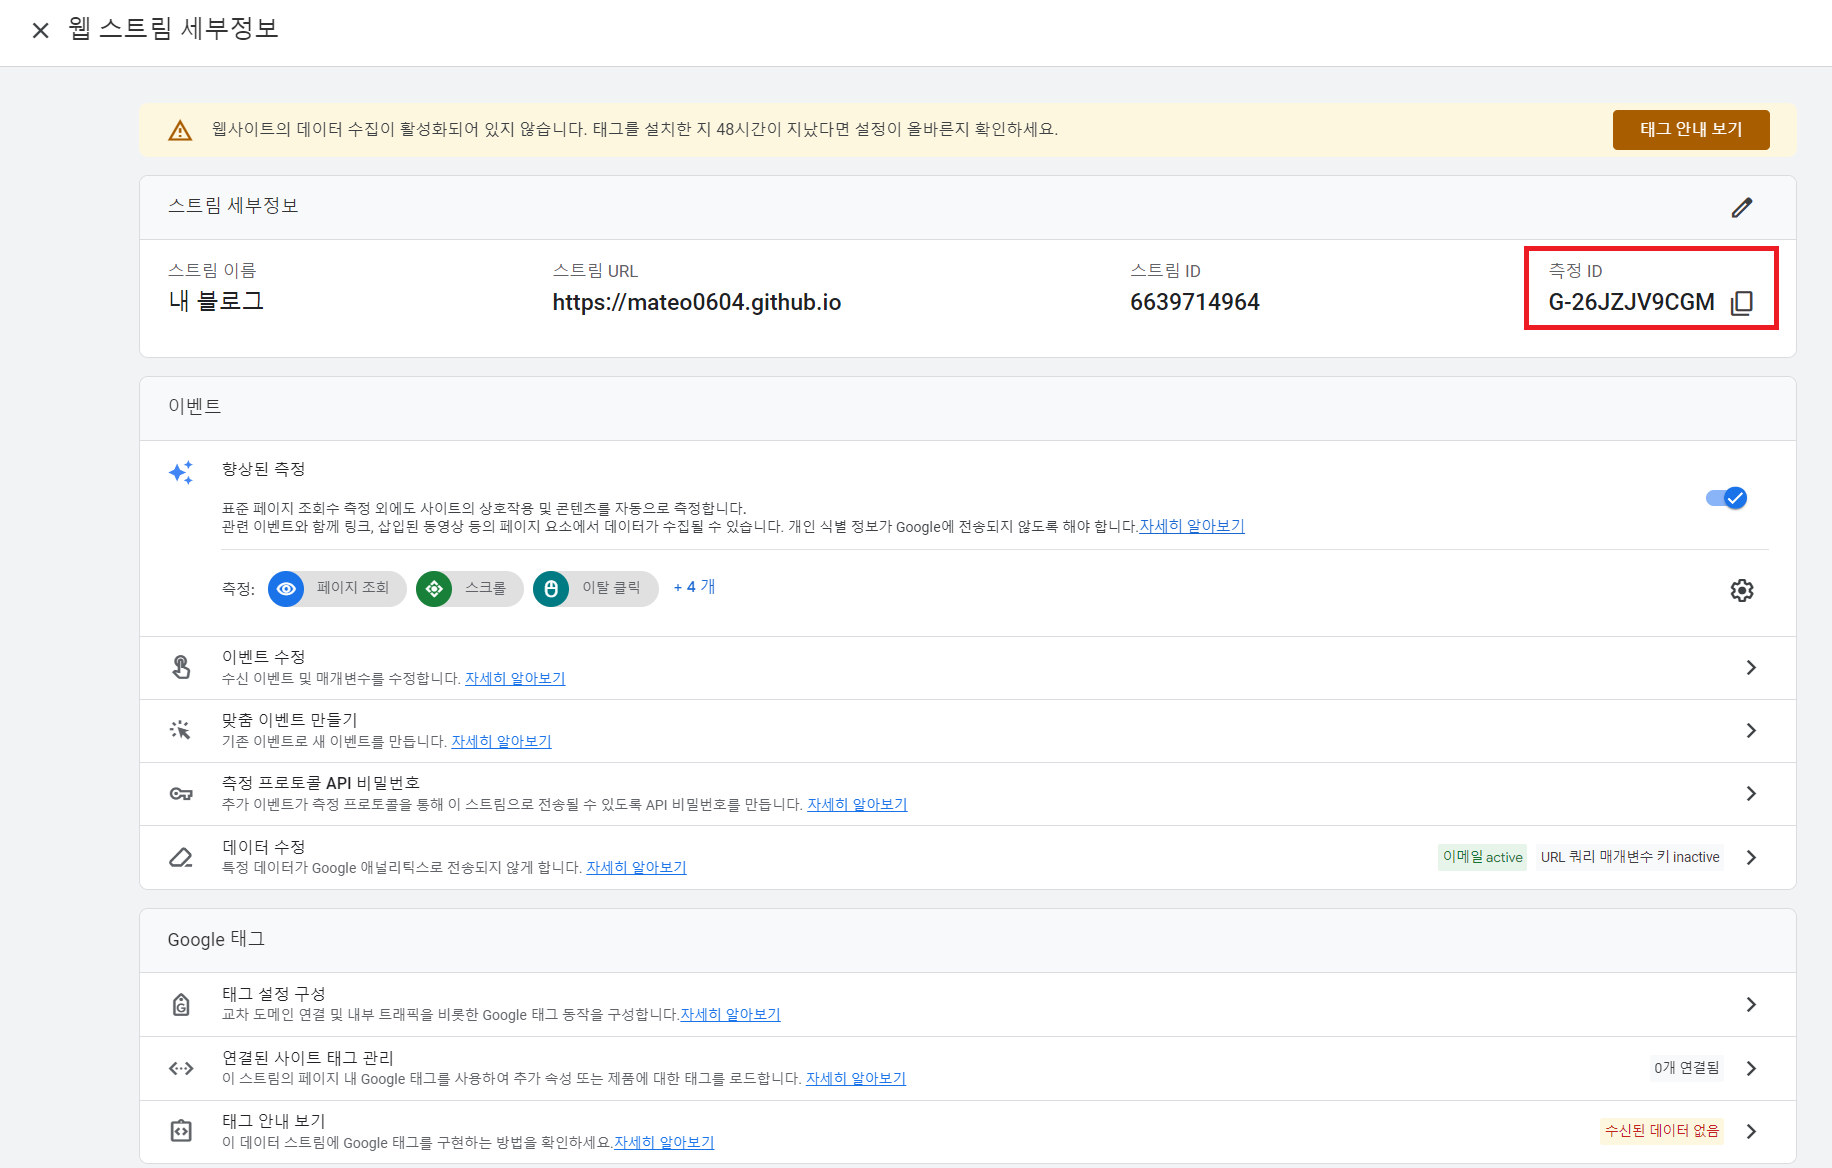 웹 스트림 세부정보
웹사이트의 데이터 수집이 활성화되어 있지 않습니다. 태그를 설치한 지 48시간이 지났다면 설정이 올바른지 확인하세요.
태그 안내 보기
스트림 세부정보
스트림 이름
내 블로그
스트림 URL
https://mateo0604.github.io
스트림 ID
6639714964
측정 ID
G-26JZJV9CGM
이벤트
향상된 측정
표준 페이지 조회수 측정 외에도 사이트의 상호작용 및 콘텐츠를 자동으로 측정합니다.
관련 이벤트와 함께 링크, 삽입된 동영상 등의 페이지 요소에서 데이터가 수집될 수 있습니다. 개인 식별 정보가 Google에 전송되지 않도록 해야 합니다.자세히 알아보기
측정: 페이지 조회 스크롤 이탈 클릭 + 4 개
이벤트 수정
수신 이벤트 및 매개변수를 수정합니다. 자세히 알아보기
맞춤 이벤트 만들기
기존 이벤트로 새 이벤트를 만듭니다. 자세히 알아보기
측정 프로토콜 API 비밀번호
추가 이벤트가 측정 프로토콜을 통해 이 스트림으로 전송될 수 있도록 API 비밀번호를 만듭니다. 자세히 알아보기
데이터 수정
특정 데이터가 Google 애널리틱스로 전송되지 않게 합니다. 자세히 알아보기
이메일 active URL 쿼리 매개변수 키 inactive
Google 태그
태그 설정 구성
교차 도메인 연결 및 내부 트래픽을 비롯한 Google 태그 동작을 구성합니다.자세히 알아보기
연결된 사이트 태그 관리
이 스트림의 페이지 내 Google 태그를 사용하여 추가 속성 또는 제품에 대한 태그를 로드합니다. 자세히 알아보기
0개 연결됨
태그 안내 보기
이 데이터 스트림에 Google 태그를 구현하는 방법을 확인하세요.자세히 알아보기
수신된 데이터 없음